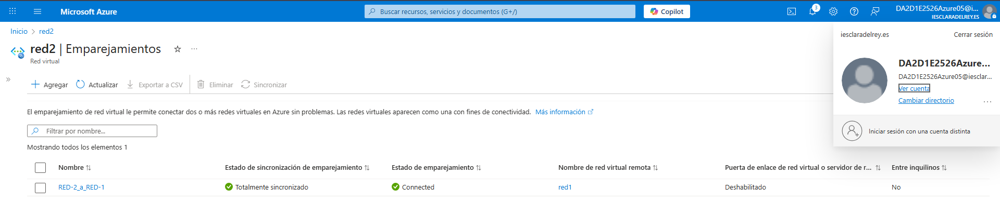 Microsoft Azure
Buscar recursos, servicios y documentos (G+/)
Copilot
3
DA2D1E2526Azure05@i...
IESCLARADELREY.ES
Inicio > red2
red2 | Emparejamientos
Red virtual
iesclaradelrey.es
Cerrar sesión
DA2D1E2526Azure...
DA2D1E2526Azure05@iesclar...
Ver cuenta
Cambiar directorio
Iniciar sesión con una cuenta distinta
Agregar
Actualizar
Exportar a CSV
Eliminar
Sincronizar
El emparejamiento de red virtual le permite conectar dos o más redes virtuales en Azure sin problemas. Las redes virtuales aparecen como una con fines de conectividad. Más información
Filtrar por nombre...
Mostrando todos los elementos 1
Nombre Estado de sincronización de emparejamiento Estado de emparejamiento Nombre de red virtual remota Puerta de enlace de red virtual o servidor de r... Entre inquilinos
RED-2_a_RED-1 Totalmente sincronizado Connected red1 Deshabilitado No